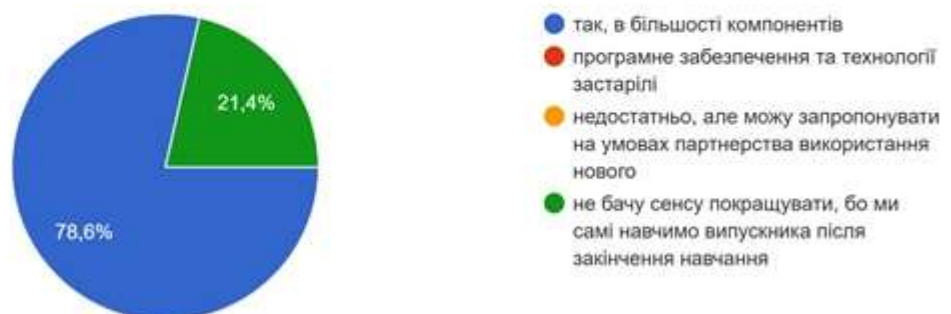 21,4%
78,6%
так, в більшості компонентів
програмне забезпечення та технології
застарілі
недостатньо, але можу запропонувати
на умовах партнерства використання
нового
не бачу сенсу покращувати, бо ми
самі навчимо випускника після
закінчення навчання